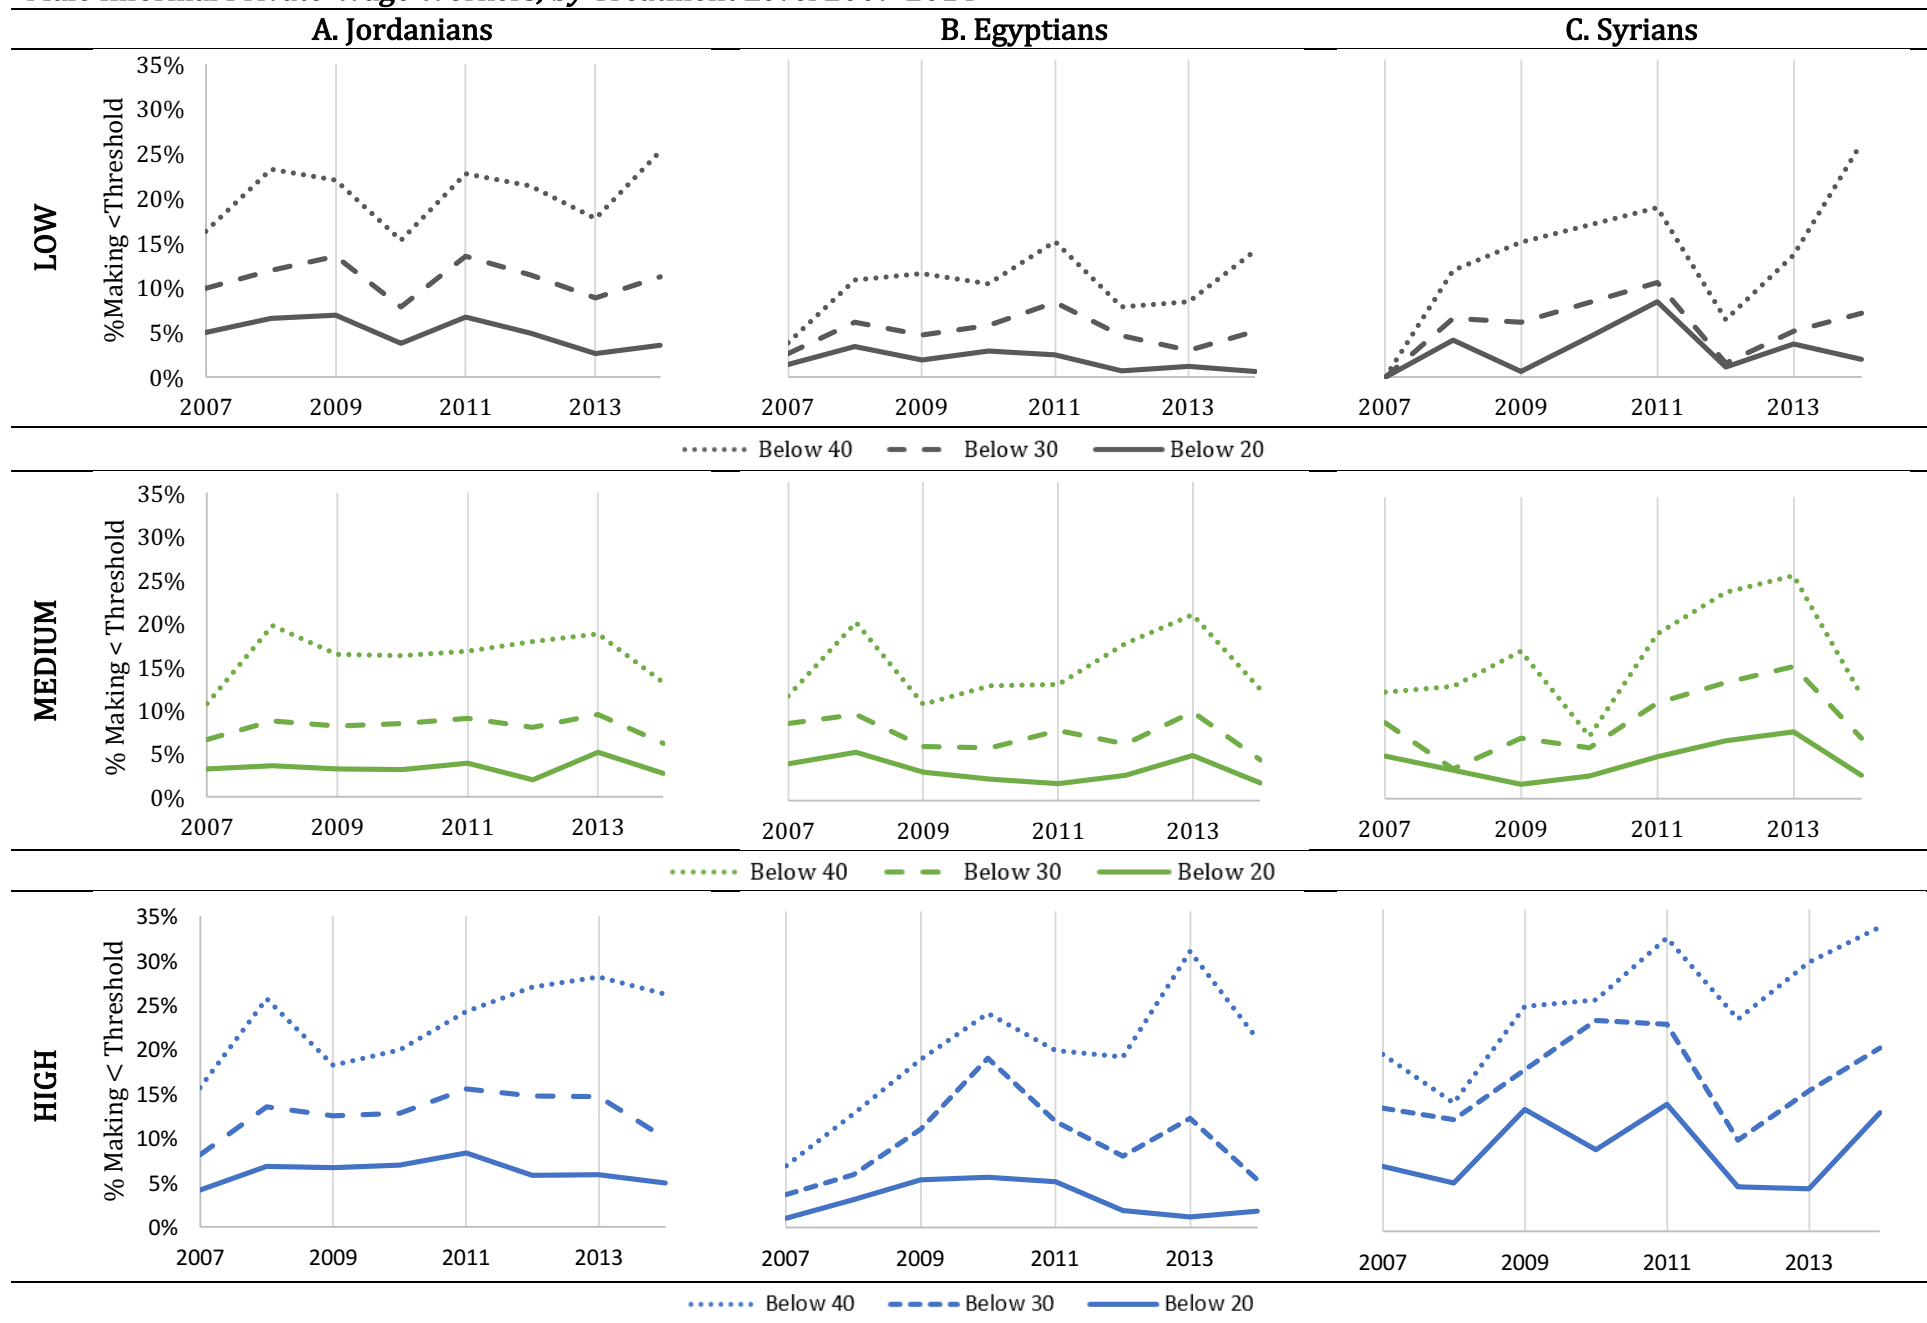 A. Jordanians B. Egyptians C. Syrians
LOW
%Making <Threshold
35%
30%
25%
20%
15%
10%
5%
0%
2007 2009 2011 2013
2007 2009 2011 2013
2007 2009 2011 2013
Below 40 Below 30 Below 20
MEDIUM
% Making < Threshold
35%
30%
25%
20%
15%
10%
5%
0%
2007 2009 2011 2013
2007 2009 2011 2013
2007 2009 2011 2013
Below 40 Below 30 Below 20
HIGH
% Making < Threshold
35%
30%
25%
20%
15%
10%
5%
0%
2007 2009 2011 2013
2007 2009 2011 2013
2007 2009 2011 2013
Below 40 Below 30 Below 20